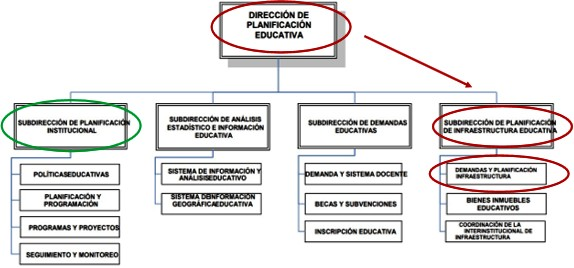 DIRECCIÓN DE
PLANIFICACIÓN
EDUCATIVA
SUBDIRECCIÓN DE PLANIFICACIÓN
INSTITUCIONAL
POLÍTICASEDUCATIVAS
PLANIFICACIÓN Y
PROGRAMACIÓN
PROGRAMAS Y PROYECTOS
SEGUIMIENTO Y MONITOREO
SUBDIRECCIÓN DE ANÁLISIS
ESTADÍSTICO E INFORMACIÓN
EDUCATIVA
SISTEMA DE INFORMACIÓN Y
ANÁLISISEDUCATIVO
SISTEMA DEINFORMACIÓN
GEOGRÁFICAEDUCATIVA
SUBDIRECCIÓN DE DEMANDAS
EDUCATIVAS
DEMANDA Y SISTEMA DOCENTE
BECAS Y SUBVENCIONES
INSCRIPCIÓN EDUCATIVA
SUBDIRECCIÓN DE PLANIFICACIÓN
DE INFRAESTRUCTURA EDUCATIVA
DEMANDAS Y PLANIFICACIÓN
INFRAESTRUCTURA
BIENES INMUEBLES
EDUCATIVOS
COORDINACIÓN DE LA
INTERINSTITUCIONAL DE
INFRAESTRUCTURA